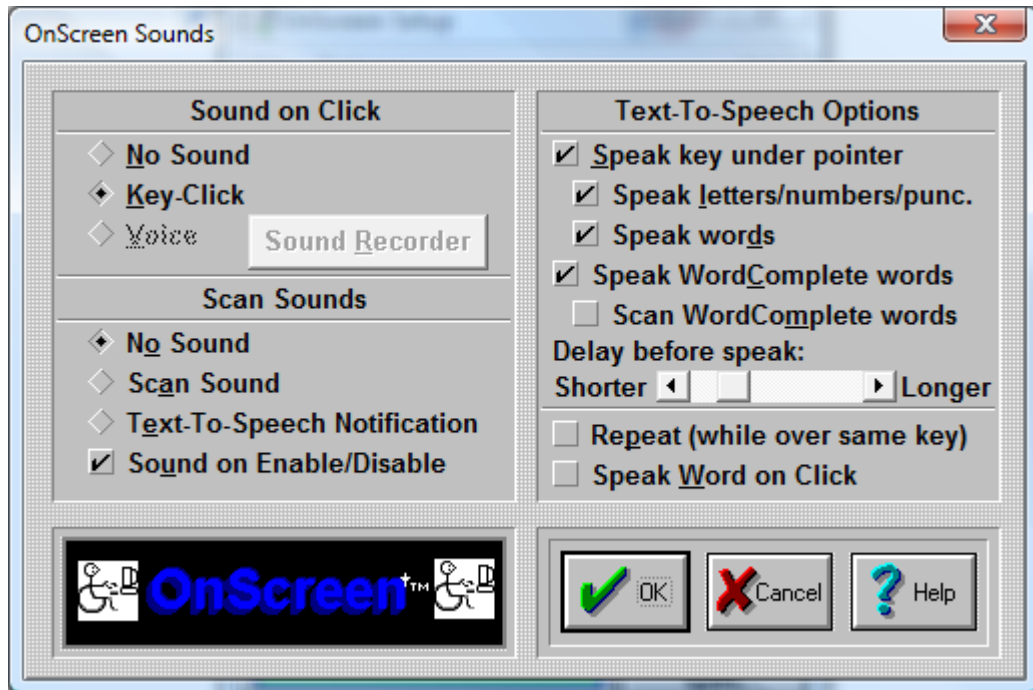 OnScreen Sounds
Sound on Click
No Sound
Key-Click
Voice
Sound Recorder
Scan Sounds
No Sound
Scan Sound
Text-To-Speech Notification
Sound on Enable/Disable
Text-To-Speech Options
Speak key under pointer
Speak letters/numbers/punc.
Speak words
Speak WordComplete words
Scan WordComplete words
Delay before speak:
Shorter Longer
Repeat (while over same key)
Speak Word on Click
OnScreen™
OK Cancel Help